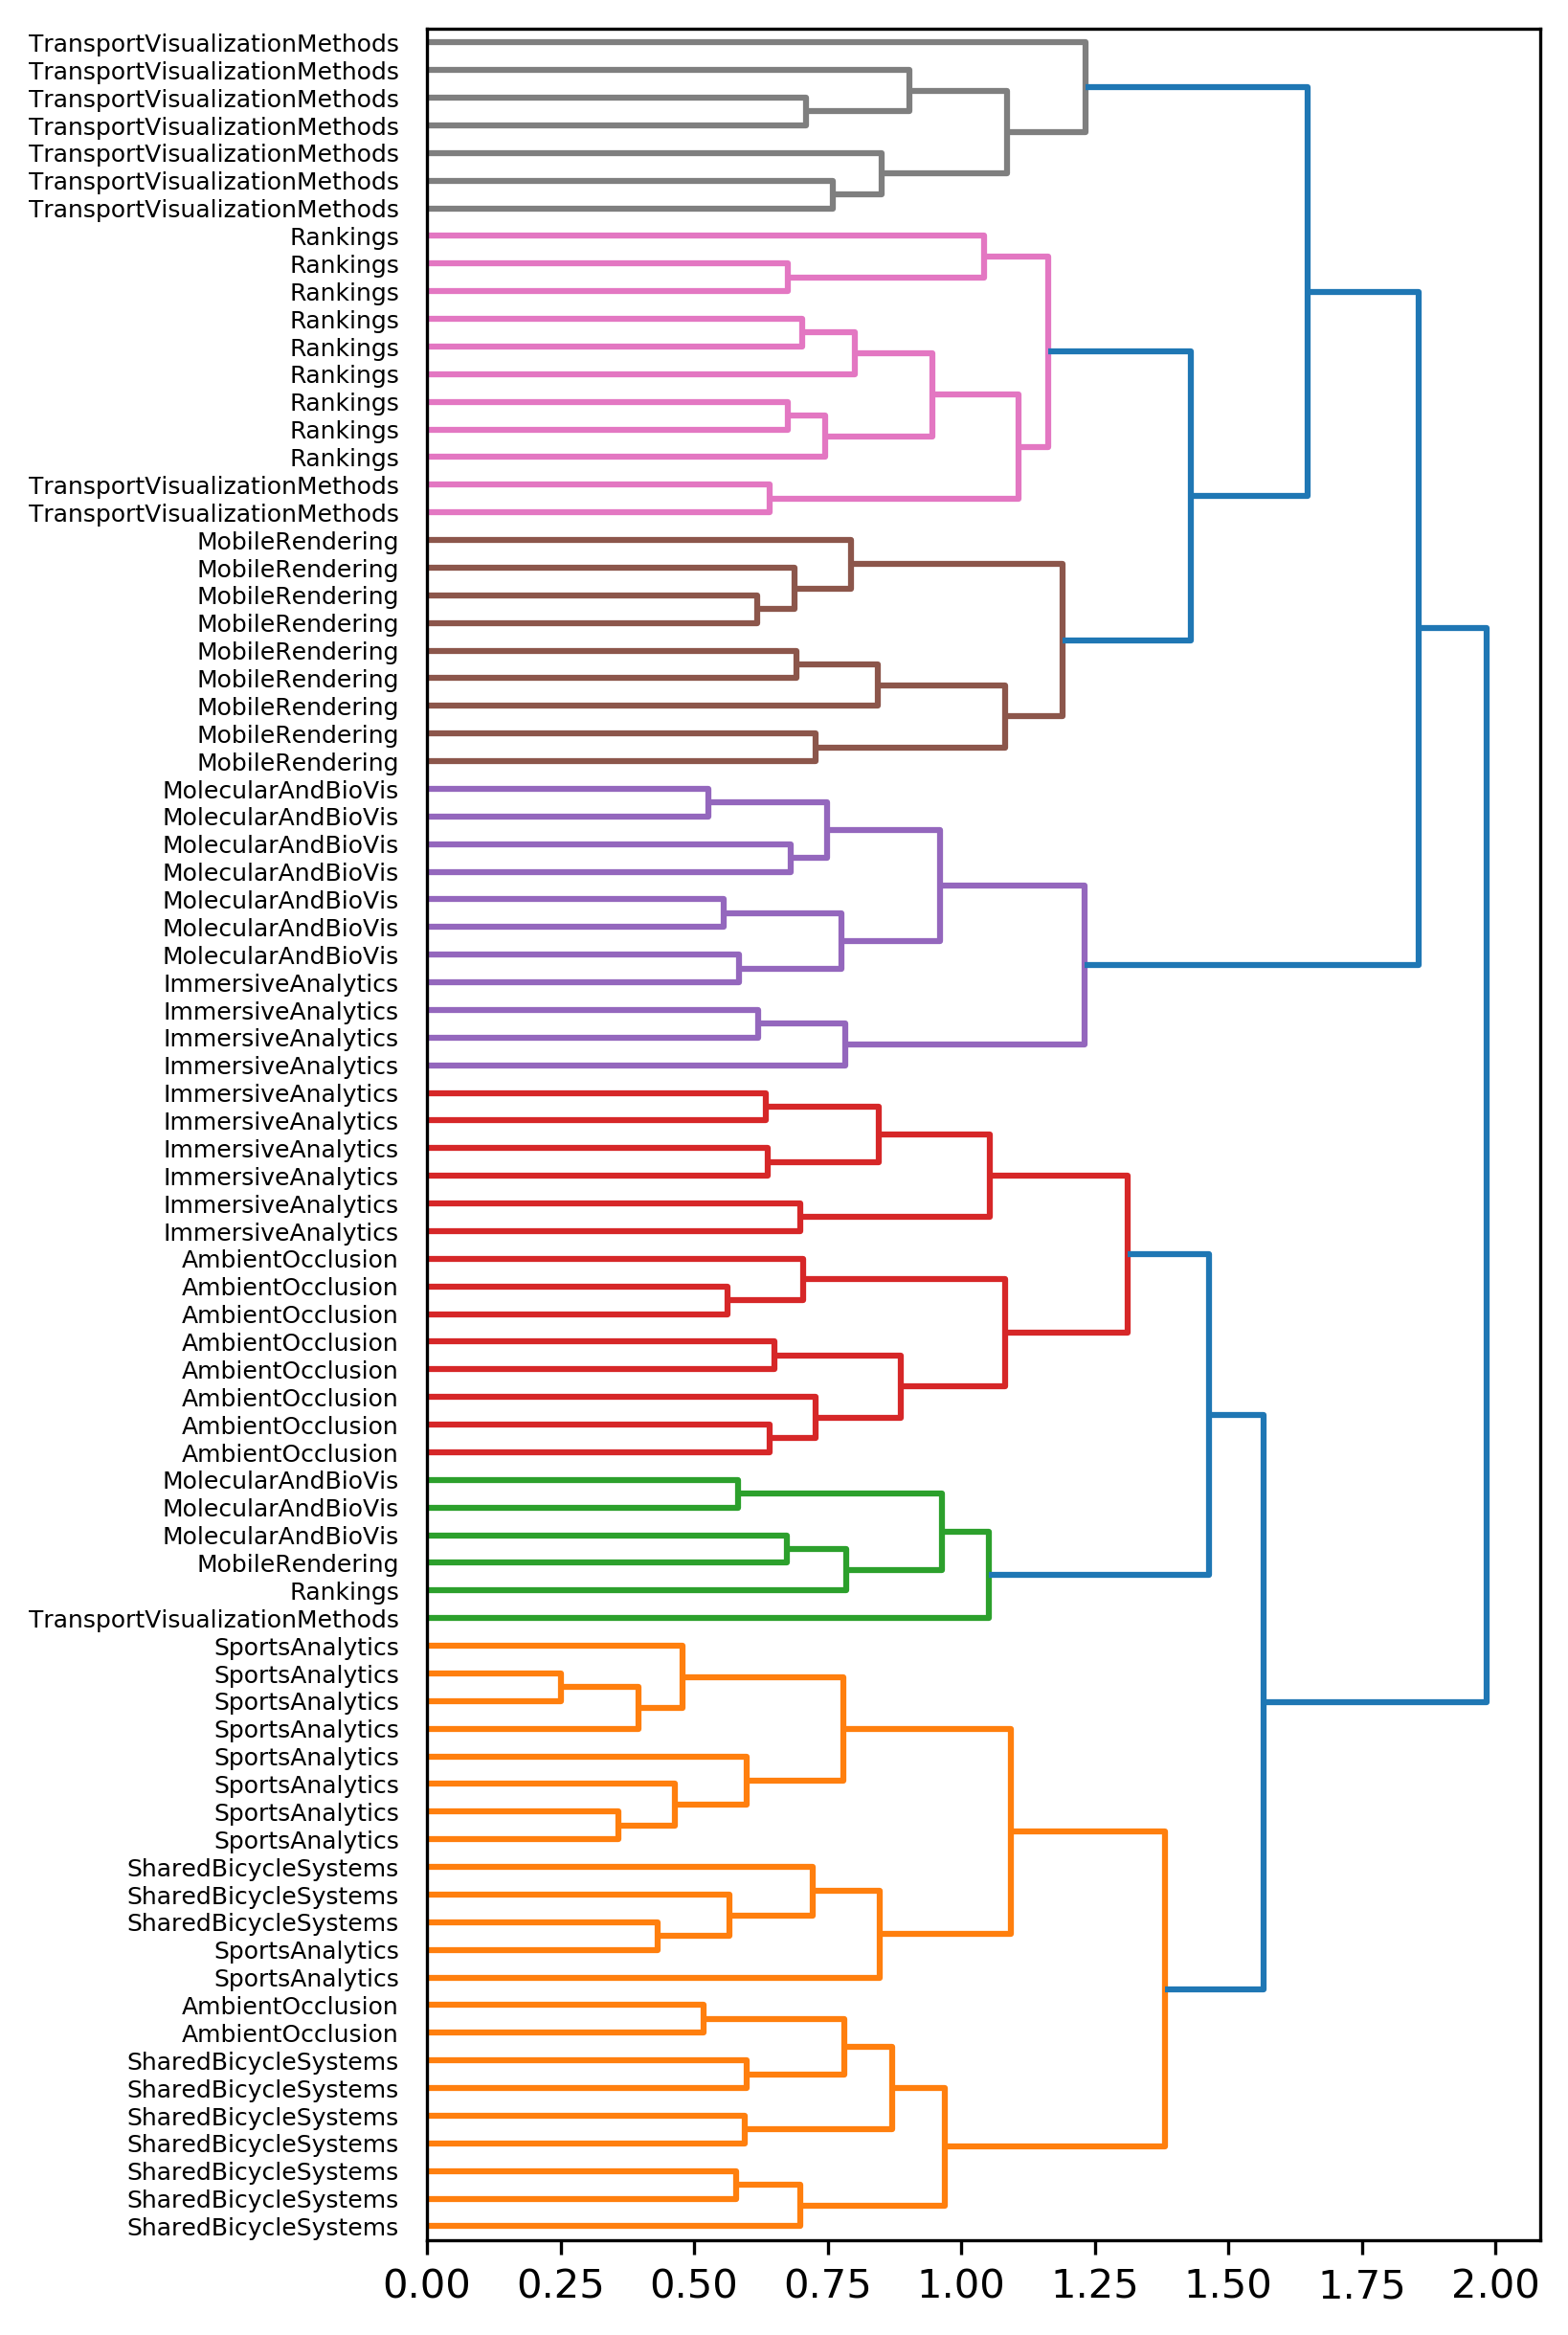 TransportVisualizationMethods
TransportVisualizationMethods
TransportVisualizationMethods
TransportVisualizationMethods
TransportVisualizationMethods
TransportVisualizationMethods
TransportVisualizationMethods
Rankings
Rankings
Rankings
Rankings
Rankings
Rankings
Rankings
Rankings
Rankings
TransportVisualizationMethods
TransportVisualizationMethods
MobileRendering
MobileRendering
MobileRendering
MobileRendering
MobileRendering
MobileRendering
MobileRendering
MobileRendering
MobileRendering
MolecularAndBioVis
MolecularAndBioVis
MolecularAndBioVis
MolecularAndBioVis
MolecularAndBioVis
MolecularAndBioVis
MolecularAndBioVis
ImmersiveAnalytics
ImmersiveAnalytics
ImmersiveAnalytics
ImmersiveAnalytics
ImmersiveAnalytics
ImmersiveAnalytics
ImmersiveAnalytics
ImmersiveAnalytics
ImmersiveAnalytics
ImmersiveAnalytics
AmbientOcclusion
AmbientOcclusion
AmbientOcclusion
AmbientOcclusion
AmbientOcclusion
AmbientOcclusion
AmbientOcclusion
AmbientOcclusion
MolecularAndBioVis
MolecularAndBioVis
MolecularAndBioVis
MobileRendering
Rankings
TransportVisualizationMethods
SportsAnalytics
SportsAnalytics
SportsAnalytics
SportsAnalytics
SportsAnalytics
SportsAnalytics
SportsAnalytics
SportsAnalytics
SharedBicycleSystems
SharedBicycleSystems
SharedBicycleSystems
SportsAnalytics
SportsAnalytics
AmbientOcclusion
AmbientOcclusion
SharedBicycleSystems
SharedBicycleSystems
SharedBicycleSystems
SharedBicycleSystems
SharedBicycleSystems
SharedBicycleSystems
SharedBicycleSystems
0.00 0.25 0.50 0.75 1.00 1.25 1.50 1.75 2.00